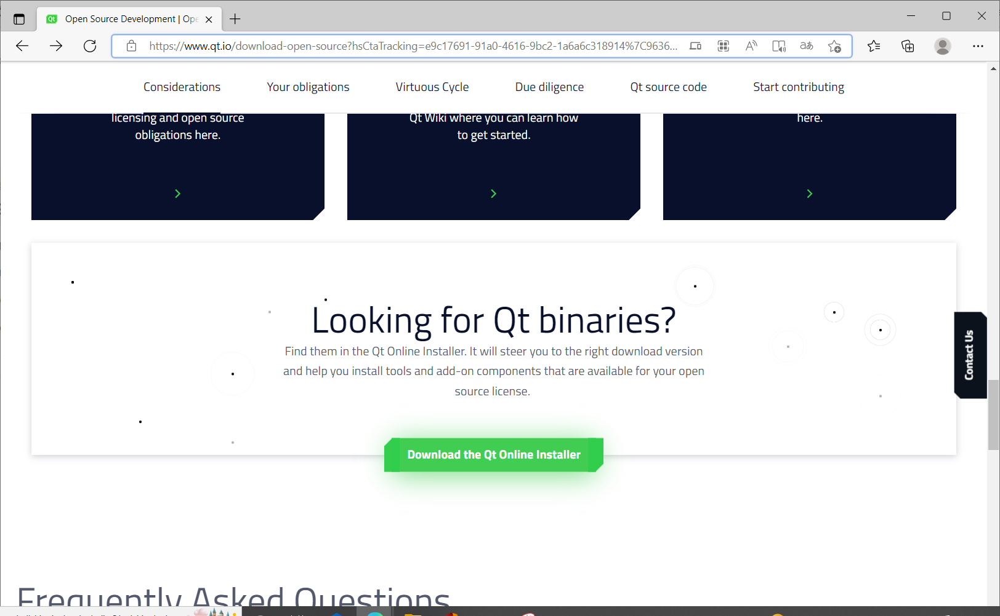 Qt
Open Source Development | Ope
https://www.qt.io/download-open-source?hsCtaTracking=e9c17691-91a0-4616-9bc2-1a6a6c318914%7C9636...
Considerations
Your obligations
Virtuous Cycle
Due diligence
Qt source code
Start contributing
licensing and open source
obligations here.
Qt Wiki where you can learn how
to get started.
here.
Looking for Qt binaries?
Find them in the Qt Online Installer. It will steer you to the right download version
and help you install tools and add-on components that are available for your open
source license.
Download the Qt Online Installer
Contact Us
Frequently Asked Questions